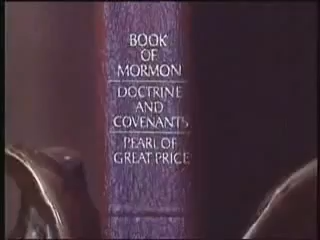 BOOK
OF
MORMON
DOCTRINE
AND
COVENANTS
PEARL OF
GREAT PRICE